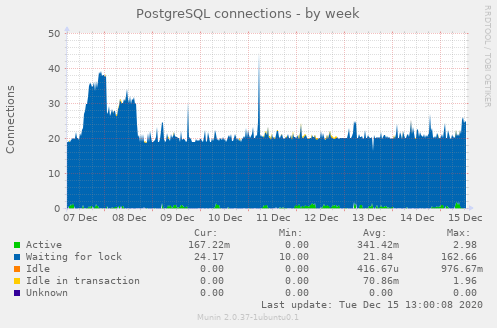 PostgreSQL connections - by week
RRDTOOL / TOBI OETIKER
Connections
50
40
30
20
10
0
07 Dec 08 Dec 09 Dec 10 Dec 11 Dec 12 Dec 13 Dec 14 Dec 15 Dec
Cur: Min: Avg: Max:
Active 167.22m 0.00 341.42m 2.98
Waiting for lock 24.17 10.00 21.84 162.66
Idle 0.00 0.00 416.67u 976.67m
Idle in transaction 0.00 0.00 70.86m 1.96
Unknown 0.00 0.00 0.00 0.00
Last update: Tue Dec 15 13:00:08 2020
Munin 2.0.37-1ubuntu0.1